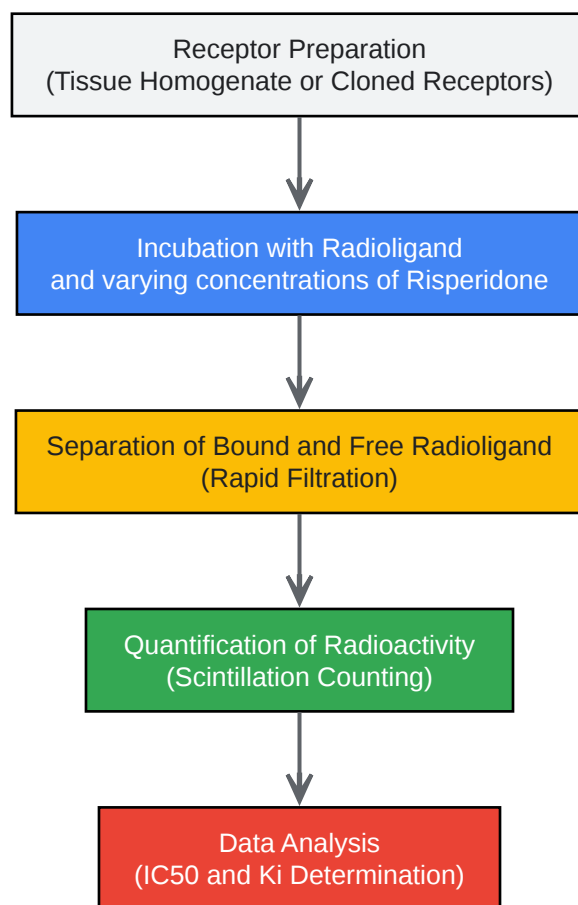 Receptor Preparation
(Tissue Homogenate or Cloned Receptors)
Incubation with Radioligand
and varying concentrations of Risperidone
Separation of Bound and Free Radioligand
(Rapid Filtration)
Quantification of Radioactivity
(Scintillation Counting)
Data Analysis
(IC50 and Ki Determination)